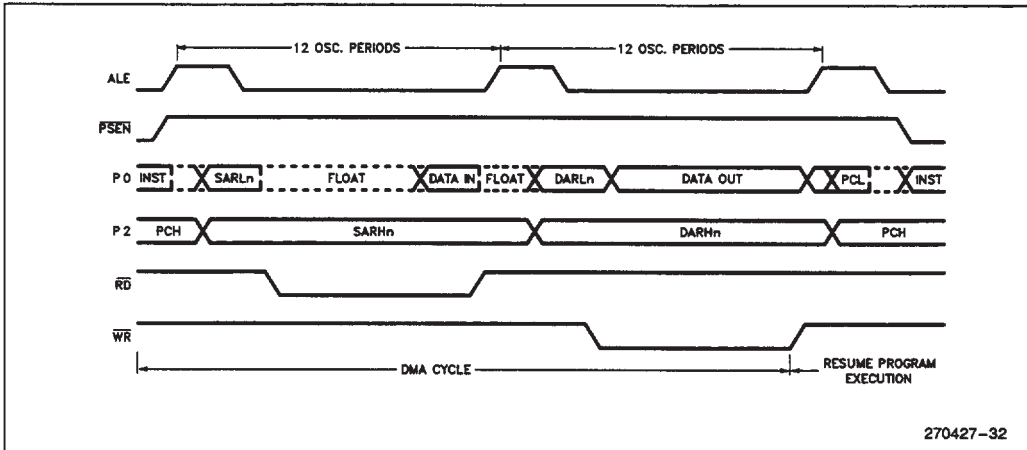 12 OSC. PERIODS 12 OSC. PERIODS
ALE
PSEN
P0 INST SARLn FLOAT DATA IN FLOAT DARLn DATA OUT PCL INST
P2 PCH SARHn DARHn PCH
RD
WR
DMA CYCLE RESUME PROGRAM
EXECUTION
270427-32